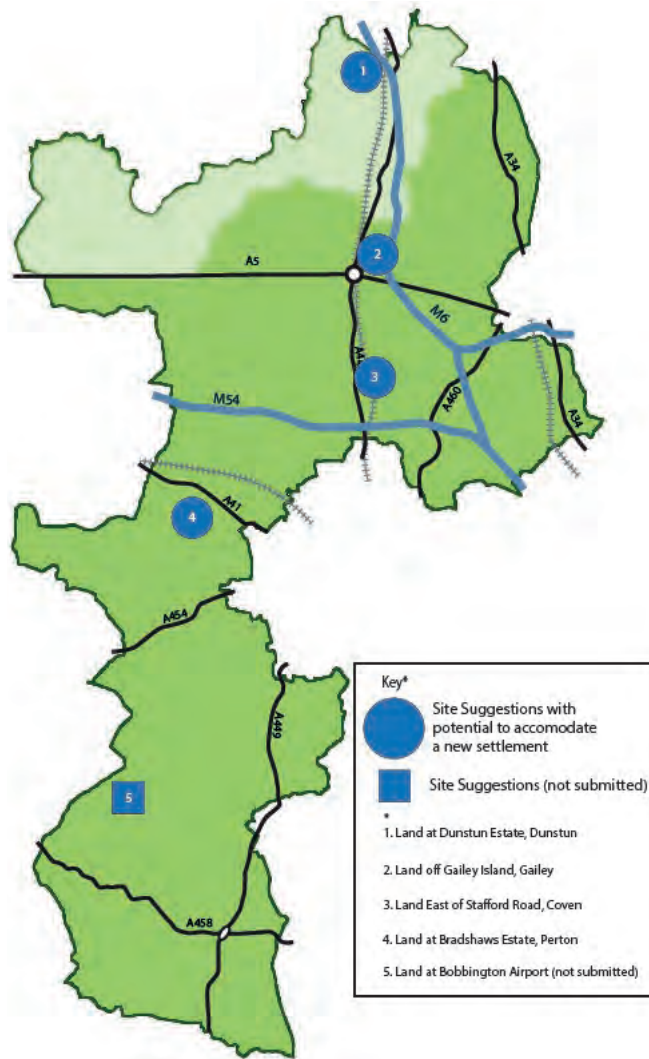 1
A34
2
A5
M6
3
A460
A34
M54
4
A41
A454
A449
5
A458
Key*
Site Suggestions with
potential to accomodate
a new settlement
Site Suggestions (not submitted)
*
1. Land at Dunstun Estate, Dunstun
2. Land off Gailey Island, Gailey
3. Land East of Stafford Road, Coven
4. Land at Bradshaws Estate, Perton
5. Land at Bobbington Airport (not submitted)